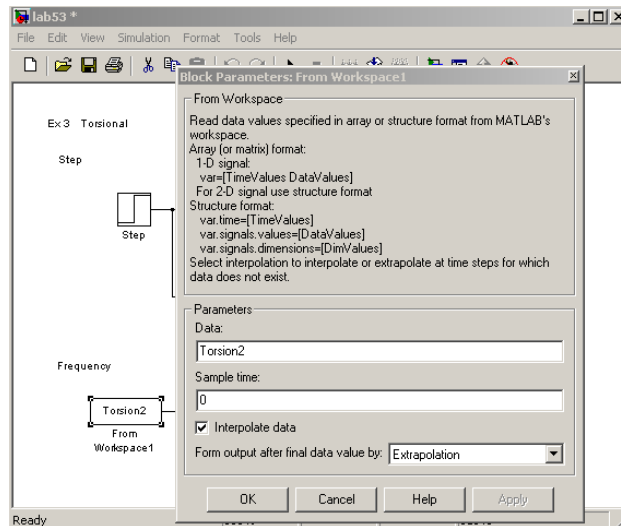 lab53 *
File Edit View Simulation Format Tools Help
Block Parameters: From Workspace1
From Workspace
Read data values specified in array or structure format from MATLAB's
workspace.
Array (or matrix) format:
1-D signal:
var=[TimeValues DataValues]
For 2-D signal use structure format
Structure format:
var.time=[TimeValues]
var.signals.values=[DataValues]
var.signals.dimensions=[DimValues]
Select interpolation to interpolate or extrapolate at time steps for which
data does not exist.
Parameters
Data:
Torsion2
Sample time:
0
Interpolate data
Form output after final data value by: Extrapolation
OK Cancel Help Apply
Ex 3 Torsional
Step
Step
Frequency
Torsion2
From
Workspace1
Ready